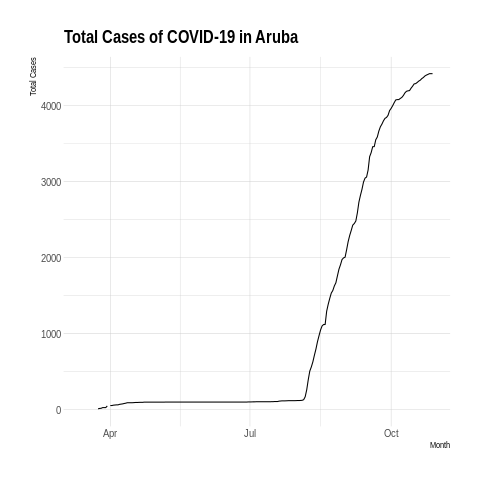 Total Cases of COVID-19 in Aruba
Total Cases
4000
3000
2000
1000
0
Apr Jul Oct
Month